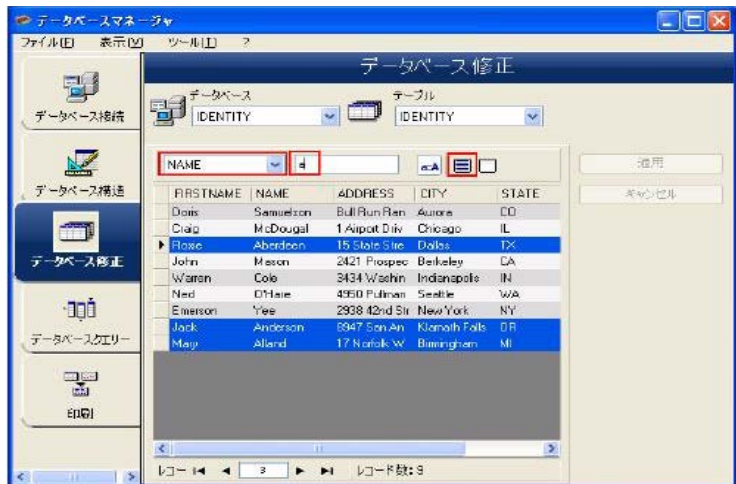 データベースマネージャ
ファイル(F) 表示(V) ツール(T) ?
データベース修正
データベース接続
データベース構造
データベース修正
データベースクエリー
印刷
データベース テーブル
IDENTITY IDENTITY
NAME a a:A
適用
キャンセル
FIRSTNAME NAME ADDRESS CITY STATE
Doris Samuelson Bull Run Ran Aurora CO
Craig McDougal 1 Airport Driv Chicago IL
Roxie Aberdeen 15 State Stre Dallas TX
John Mason 2421 Prospec Berkeley CA
Warren Cole 3434 Washin Indianapolis IN
Ned O'Hare 4950 Pullman Seattle WA
Emerson Yee 2938 42nd Str New York NY
Jack Anderson 8947 San An Klamath Falls OR
Mary Alland 17 Norfolk W Birmingham MI
レコー 3 レコード数:9